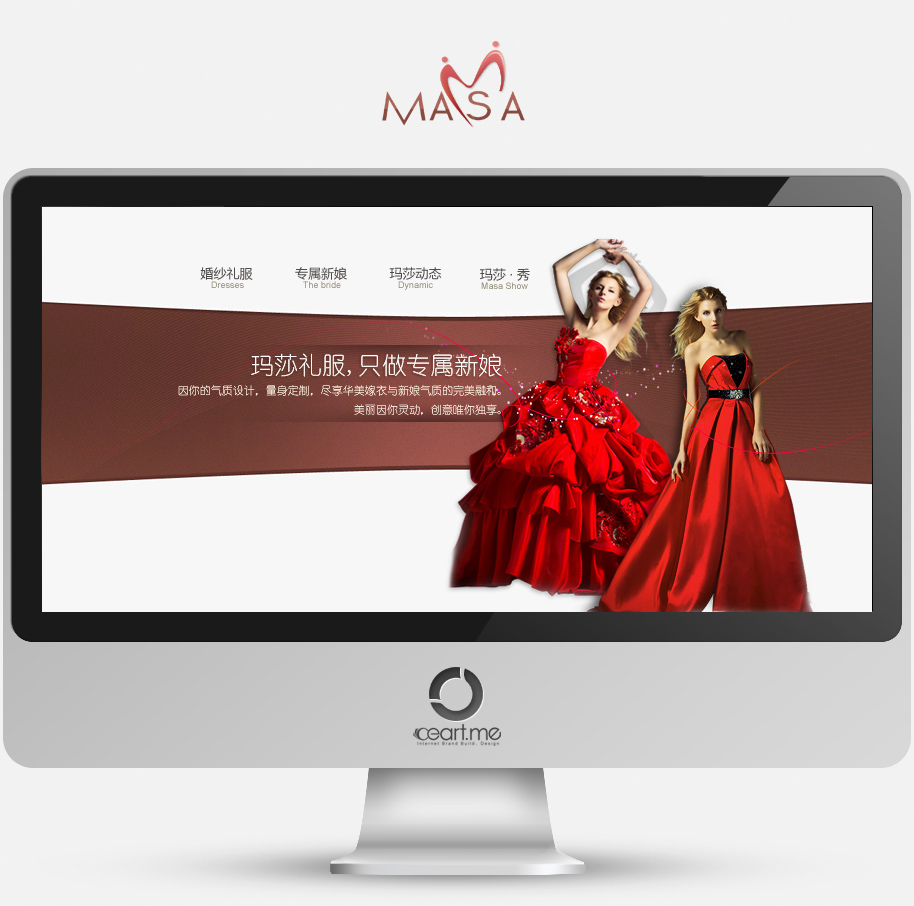 MASA
婚纱礼服 专属新娘 玛莎动态 玛莎 · 秀
Dresses The bride Dynamic Masa Show
玛莎礼服, 只做专属新娘
因你的气质设计，量身定制，尽享华美嫁衣与新娘气质的完美融和。
美丽因你灵动，创意唯你独享。
ceart.me
Internet Brand Build. Design